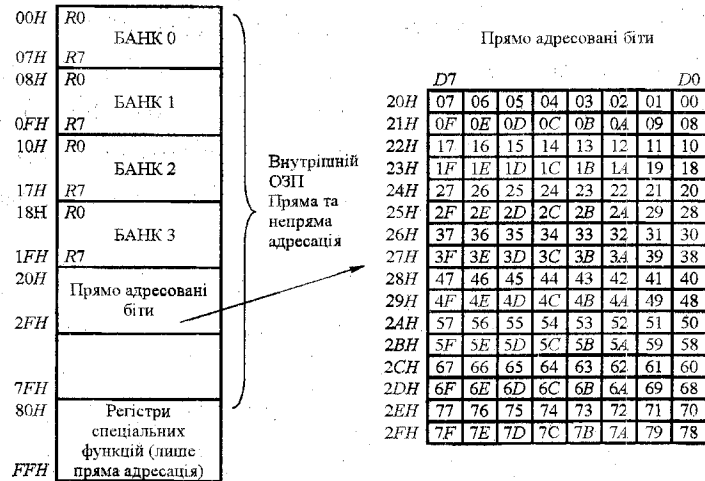 00H R0
БАНК 0
07H R7
08H R0
БАНК 1
0FH R7
10H R0
БАНК 2
17H R7
18H R0
БАНК 3
1FH R7
20H
Прямо адресовані
біти
2FH
7FH
80H
Регістри
спеціальних
функцій (лише
пряма адресація)
FFH
Внутрішній
ОЗП
Пряма та
непряма
адресація
Прямо адресовані біти
D7 D0
20H 07 06 05 04 03 02 01 00
21H 0F 0E 0D 0C 0B 0A 09 08
22H 17 16 15 14 13 12 11 10
23H 1F 1E 1D 1C 1B 1A 19 18
24H 27 26 25 24 23 22 21 20
25H 2F 2E 2D 2C 2B 2A 29 28
26H 37 36 35 34 33 32 31 30
27H 3F 3E 3D 3C 3B 3A 39 38
28H 47 46 45 44 43 42 41 40
29H 4F 4E 4D 4C 4B 4A 49 48
2AH 57 56 55 54 53 52 51 50
2BH 5F 5E 5D 5C 5B 5A 59 58
2CH 67 66 65 64 63 62 61 60
2DH 6F 6E 6D 6C 6B 6A 69 68
2EH 77 76 75 74 73 72 71 70
2FH 7F 7E 7D 7C 7B 7A 79 78